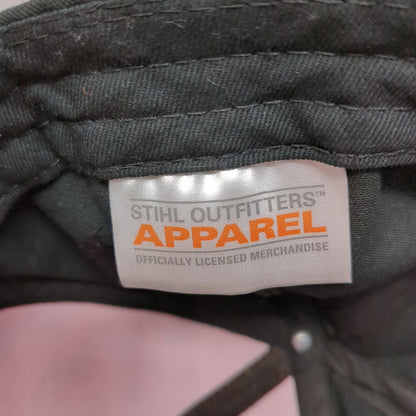 STIHL OUTFITTERS™
APPAREL
OFFICIALLY LICENSED MERCHANDISE